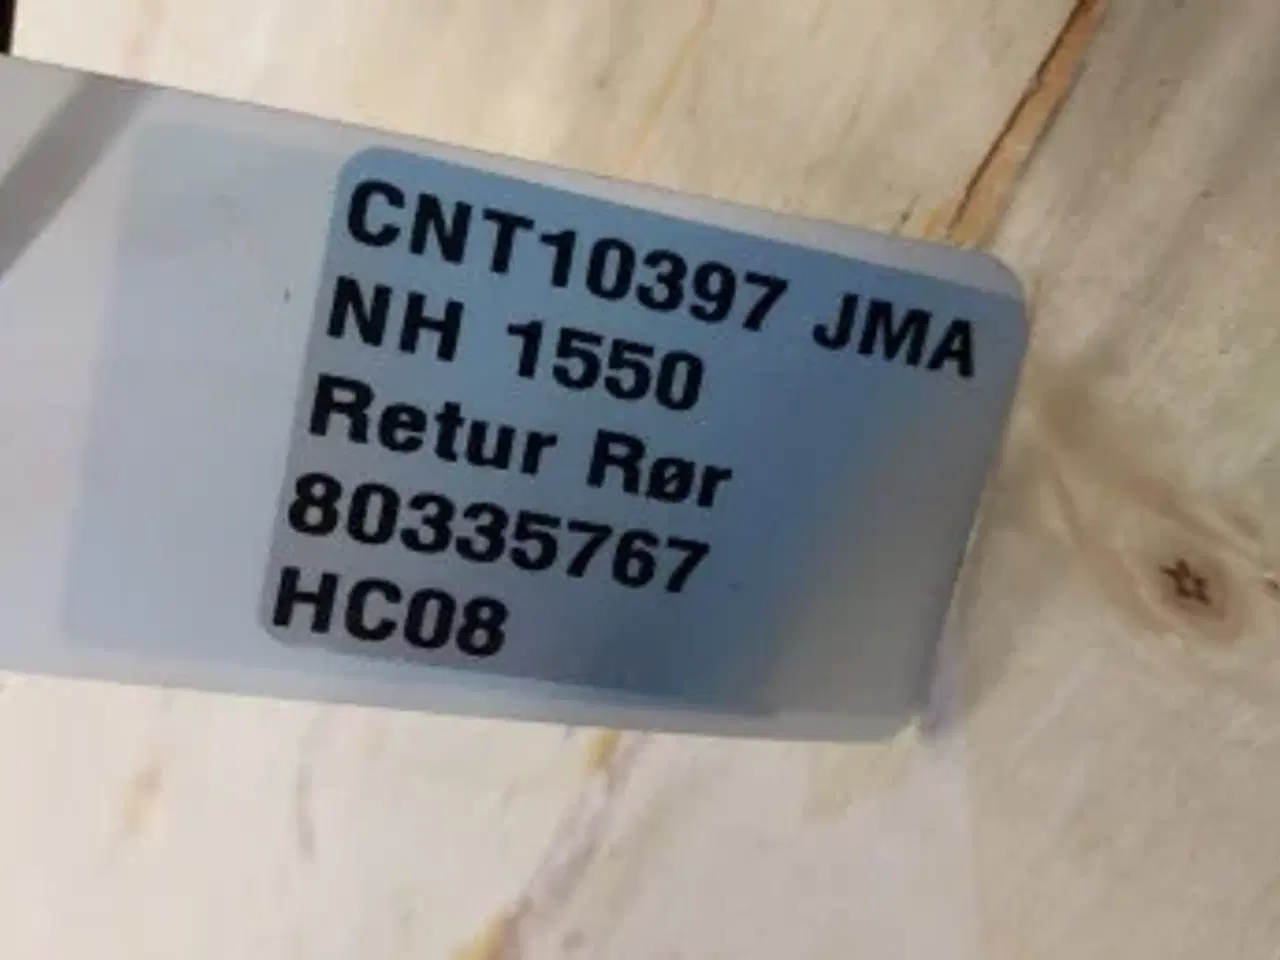 CNT10397 JMA
NH 1550
Retur Rør
80335767
HC08